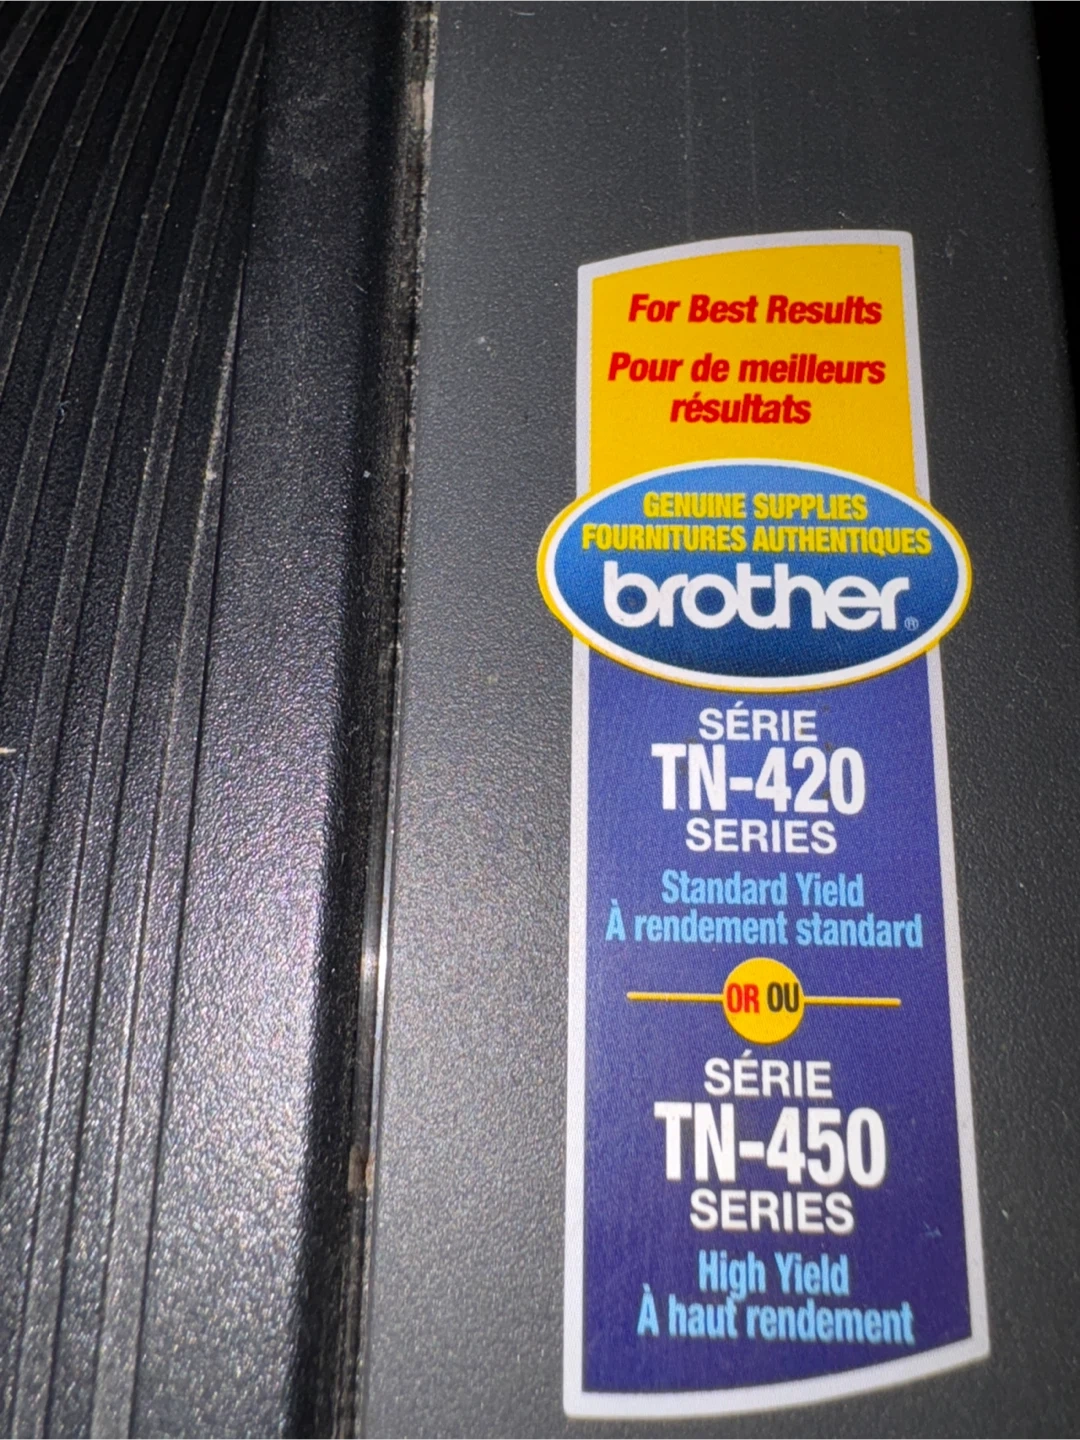 For Best Results
Pour de meilleurs
résultats
GENUINE SUPPLIES
FOURNITURES AUTHENTIQUES
brother®
SÉRIE
TN-420
SERIES
Standard Yield
À rendement standard
OR OU
SÉRIE
TN-450
SERIES
High Yield
À haut rendement